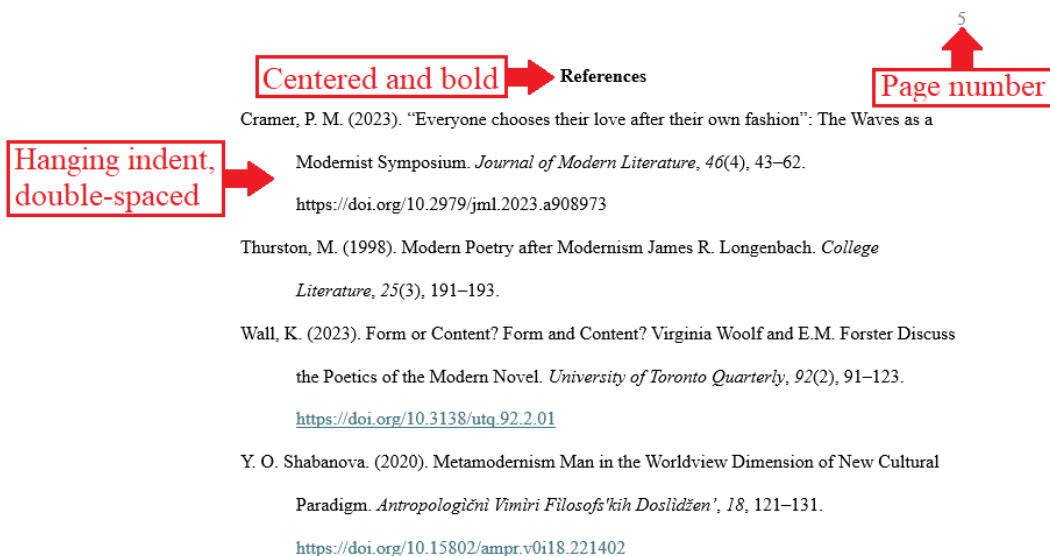 5
Centered and bold
References
Page number
Cramer, P. M. (2023). “Everyone chooses their love after their own fashion”: The Waves as a
Hanging indent,
double-spaced
Modernist Symposium. Journal of Modern Literature, 46(4), 43–62.
https://doi.org/10.2979/jml.2023.a908973
Thurston, M. (1998). Modern Poetry after Modernism James R. Longenbach. College
Literature, 25(3), 191–193.
Wall, K. (2023). Form or Content? Form and Content? Virginia Woolf and E.M. Forster Discuss
the Poetics of the Modern Novel. University of Toronto Quarterly, 92(2), 91–123.
https://doi.org/10.3138/utq.92.2.01
Y. O. Shabanova. (2020). Metamodernism Man in the Worldview Dimension of New Cultural
Paradigm. Antropologìčnì Vimìri Fìlosofs'kih Doslìdžen’, 18, 121–131.
https://doi.org/10.15802/ampr.v0i18.221402